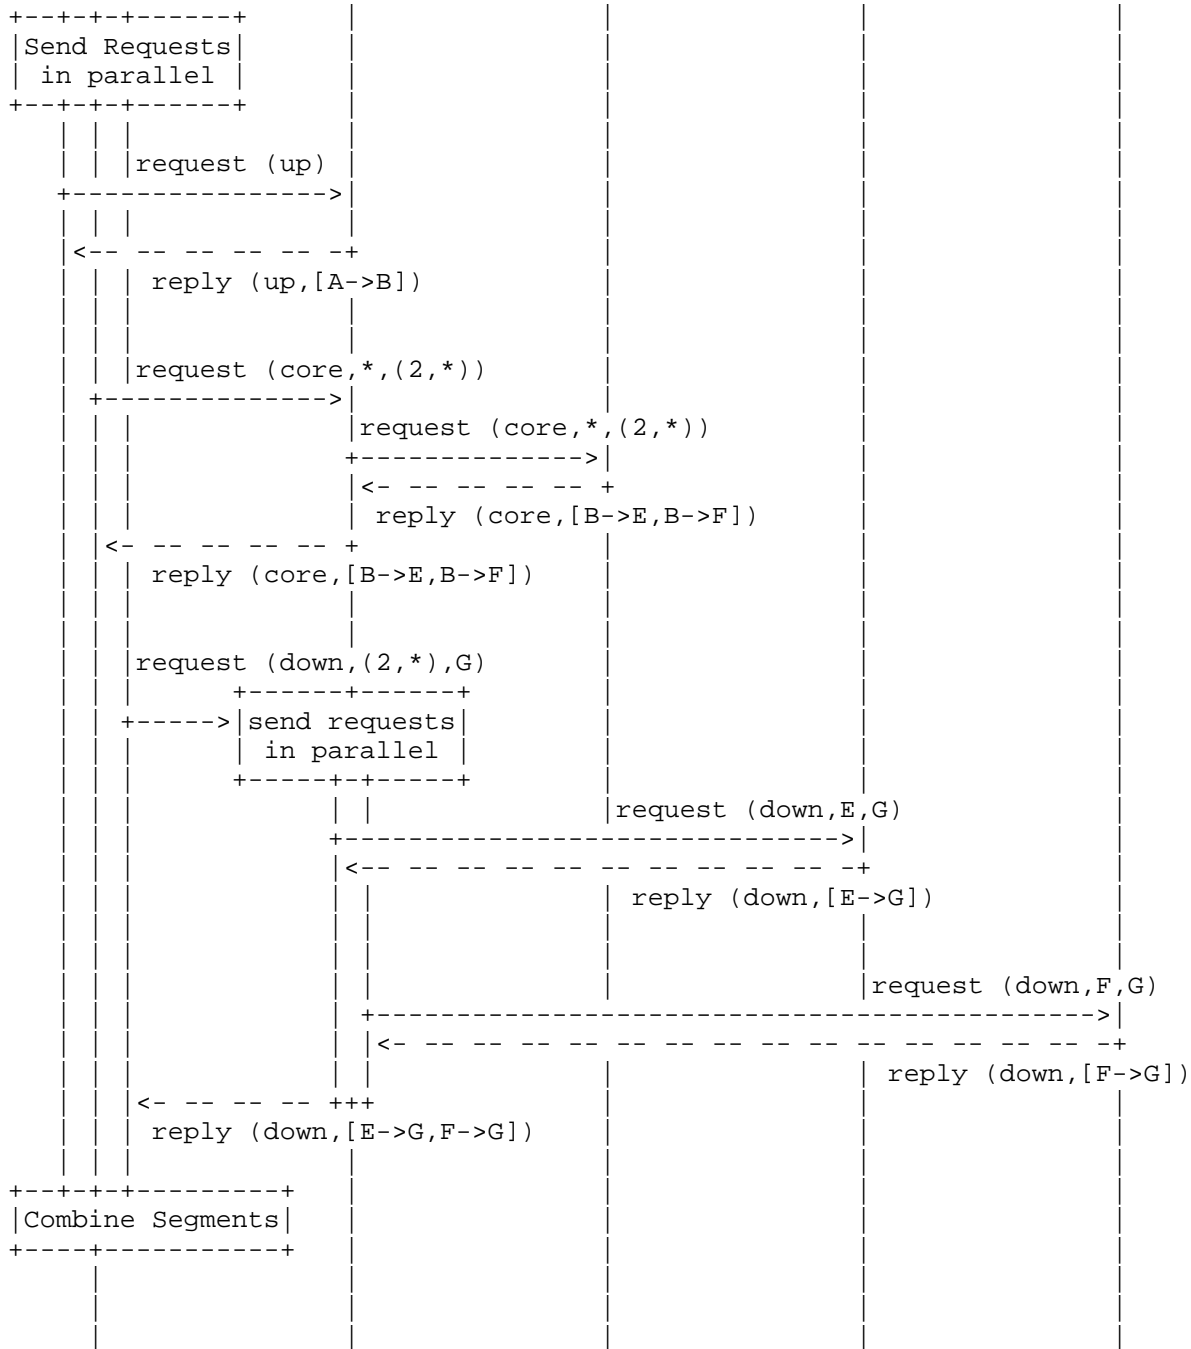 Send Requests
in parallel
request (up)
reply (up,[A->B])
request (core,*,(2,*))
request (core,*,(2,*))
reply (core,[B->E,B->F])
reply (core,[B->E,B->F])
request (down,(2,*),G)
send requests
in parallel
request (down,E,G)
reply (down,[E->G])
request (down,F,G)
reply (down,[F->G])
reply (down,[E->G,F->G])
Combine Segments